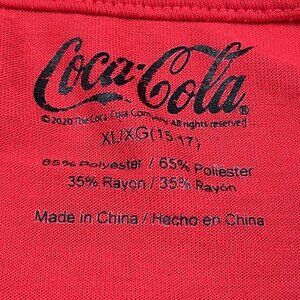 Coca-Cola®
©2020 The Coca-Cola Company. All rights reserved
XL/XG (15-17)
65% Polyester / 65% Poliester
35% Rayon / 35% Rayón
Made in China / Hecho en China